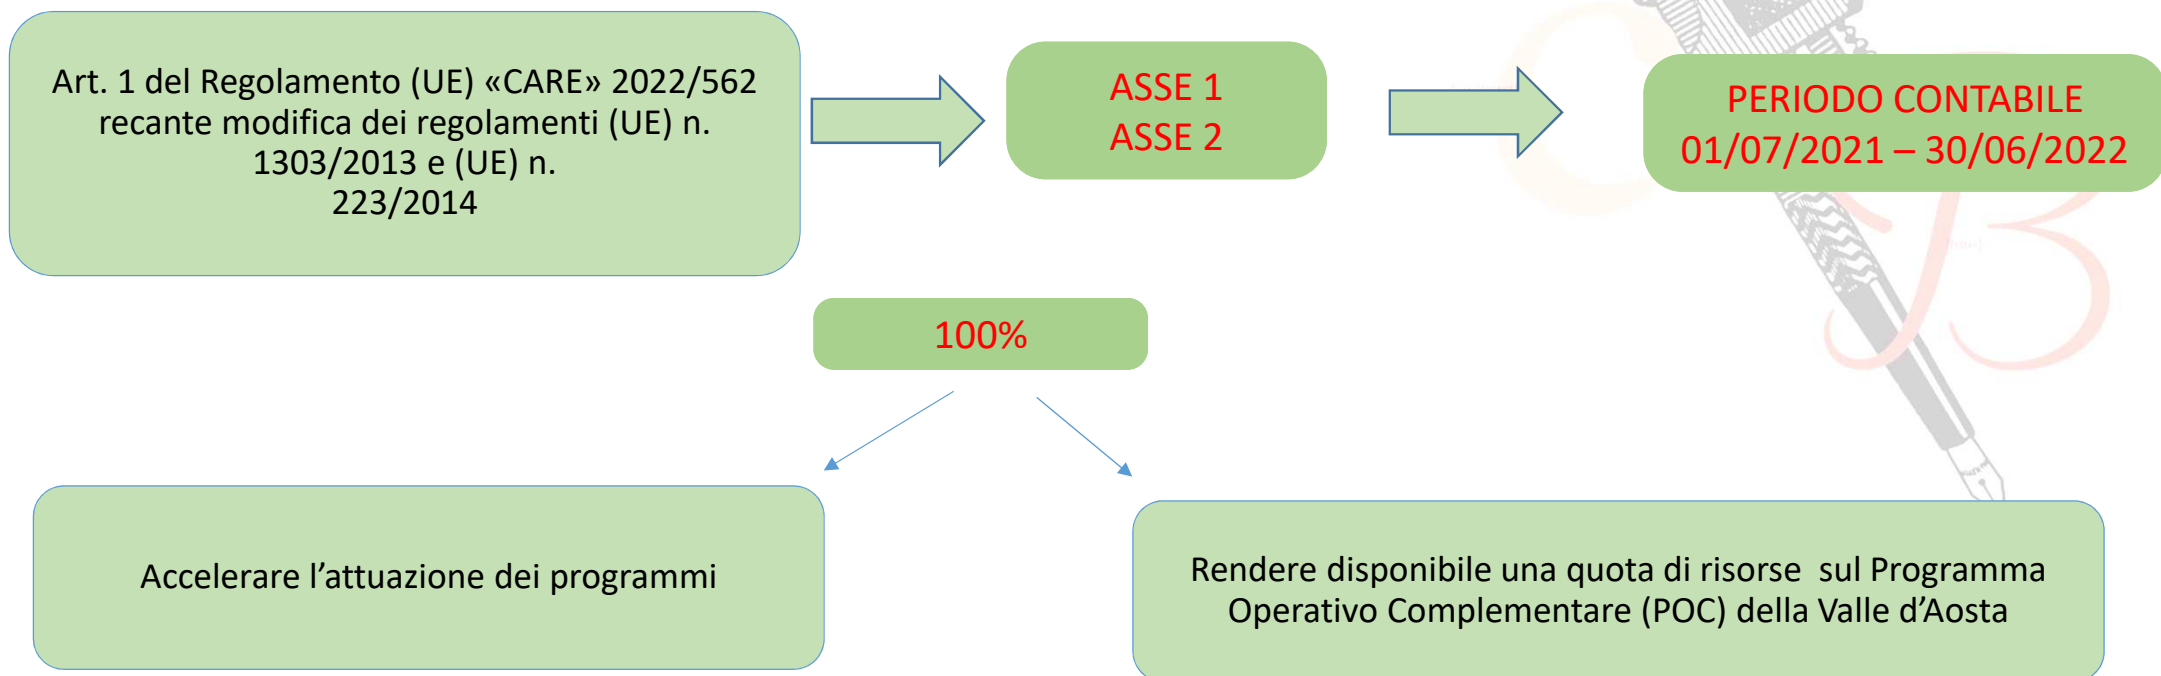 Art. 1 del Regolamento (UE) «CARE» 2022/562
recante modifica dei regolamenti (UE) n.
1303/2013 e (UE) n.
223/2014
ASSE 1
ASSE 2
PERIODO CONTABILE
01/07/2021 – 30/06/2022
100%
Accelerare l’attuazione dei programmi
Rendere disponibile una quota di risorse  sul Programma
Operativo Complementare (POC) della Valle d’Aosta